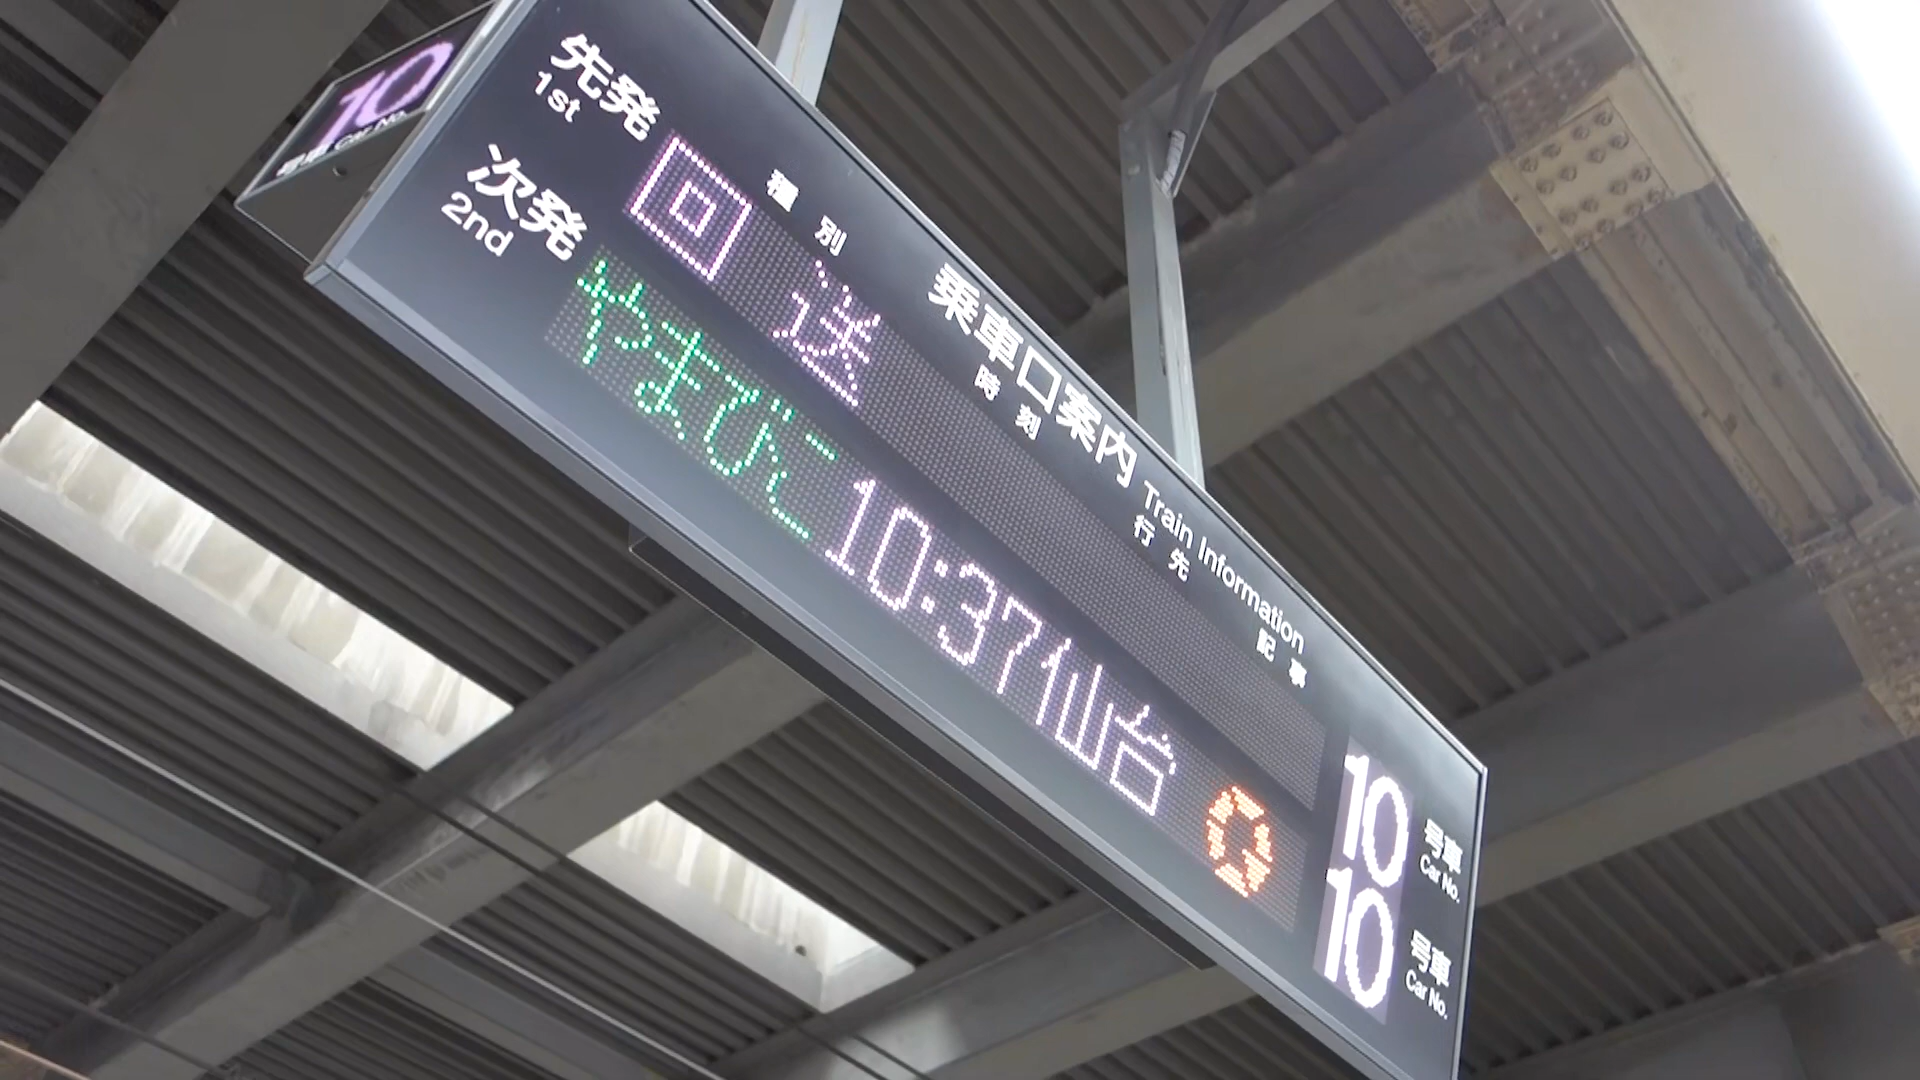 10
号車 Car No.
乗車口案内 Train Information
種別 時刻 行先 記事
先発 回送 10 号車
1st Car No.
次発 やまびこ 10:37 仙台 G 10 号車
2nd Car No.